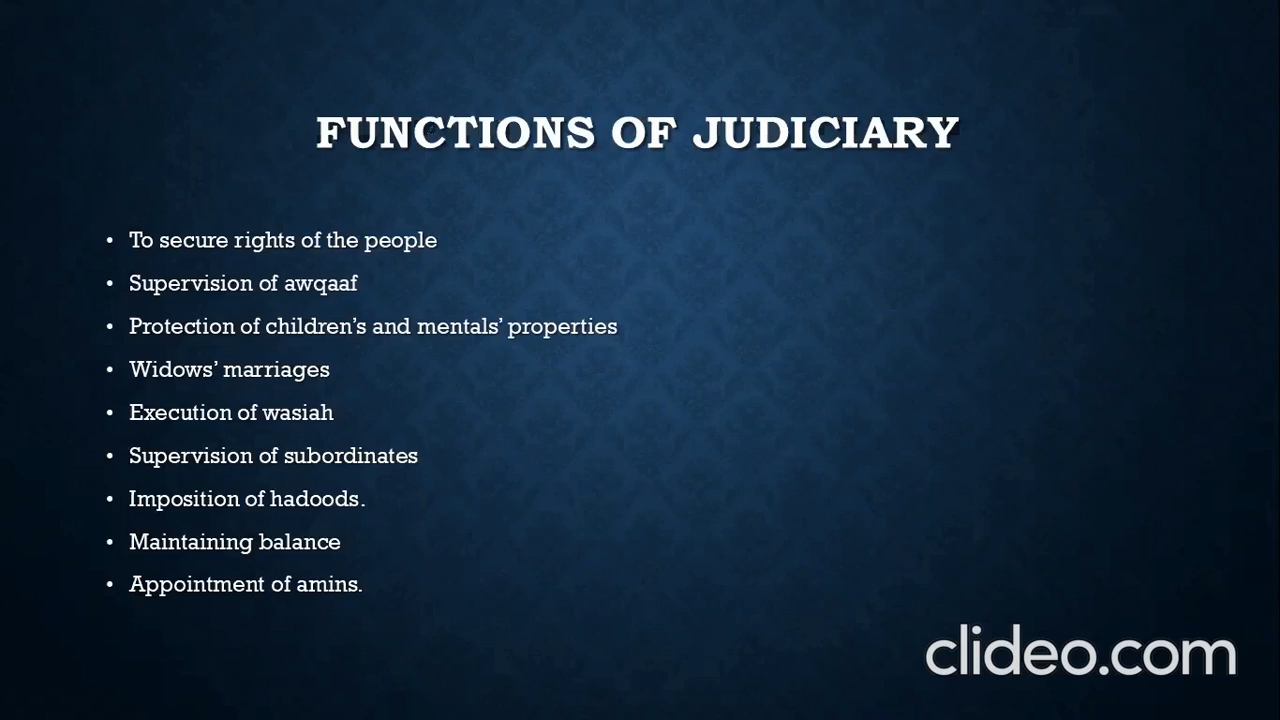 FUNCTIONS OF JUDICIARY
• To secure rights of the people
• Supervision of awqaaf
• Protection of children’s and mentals’ properties
• Widows’ marriages
• Execution of wasiah
• Supervision of subordinates
• Imposition of hadoods.
• Maintaining balance
• Appointment of amins.
clideo.com